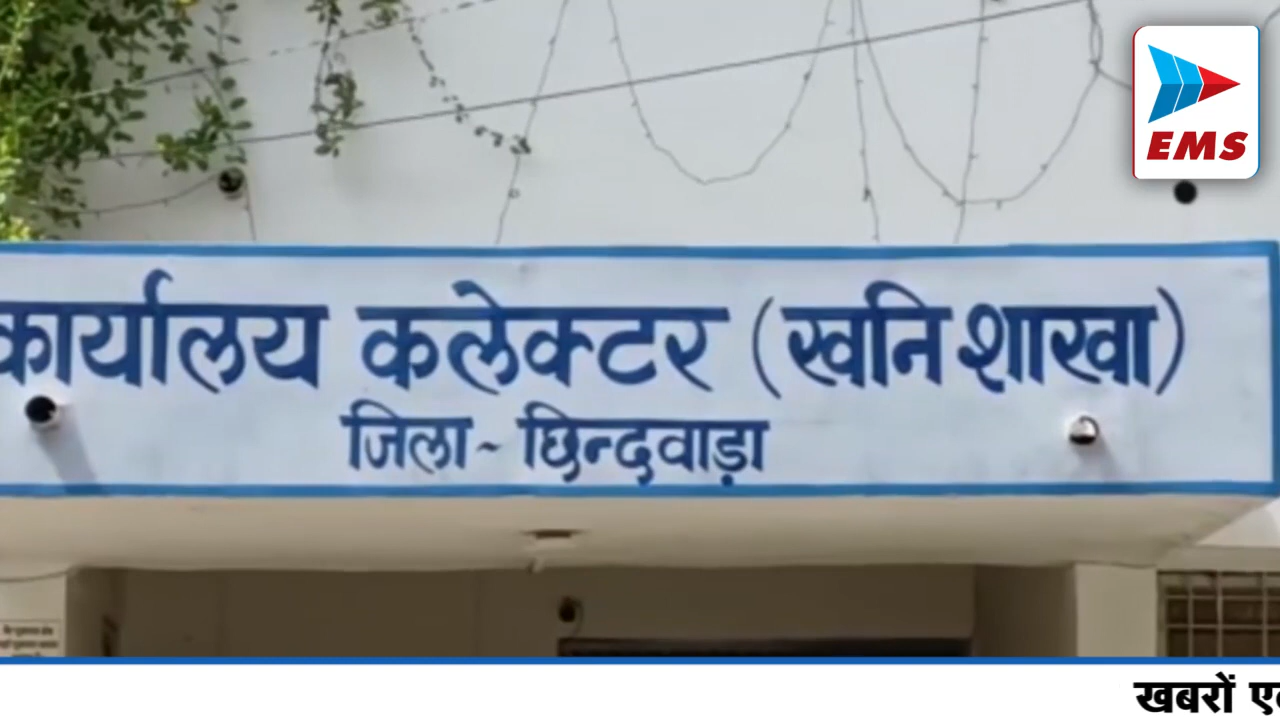 EMS
कार्यालय कलेक्टर (खनि शाखा)
जिला ~ छिन्दवाड़ा
खबरों